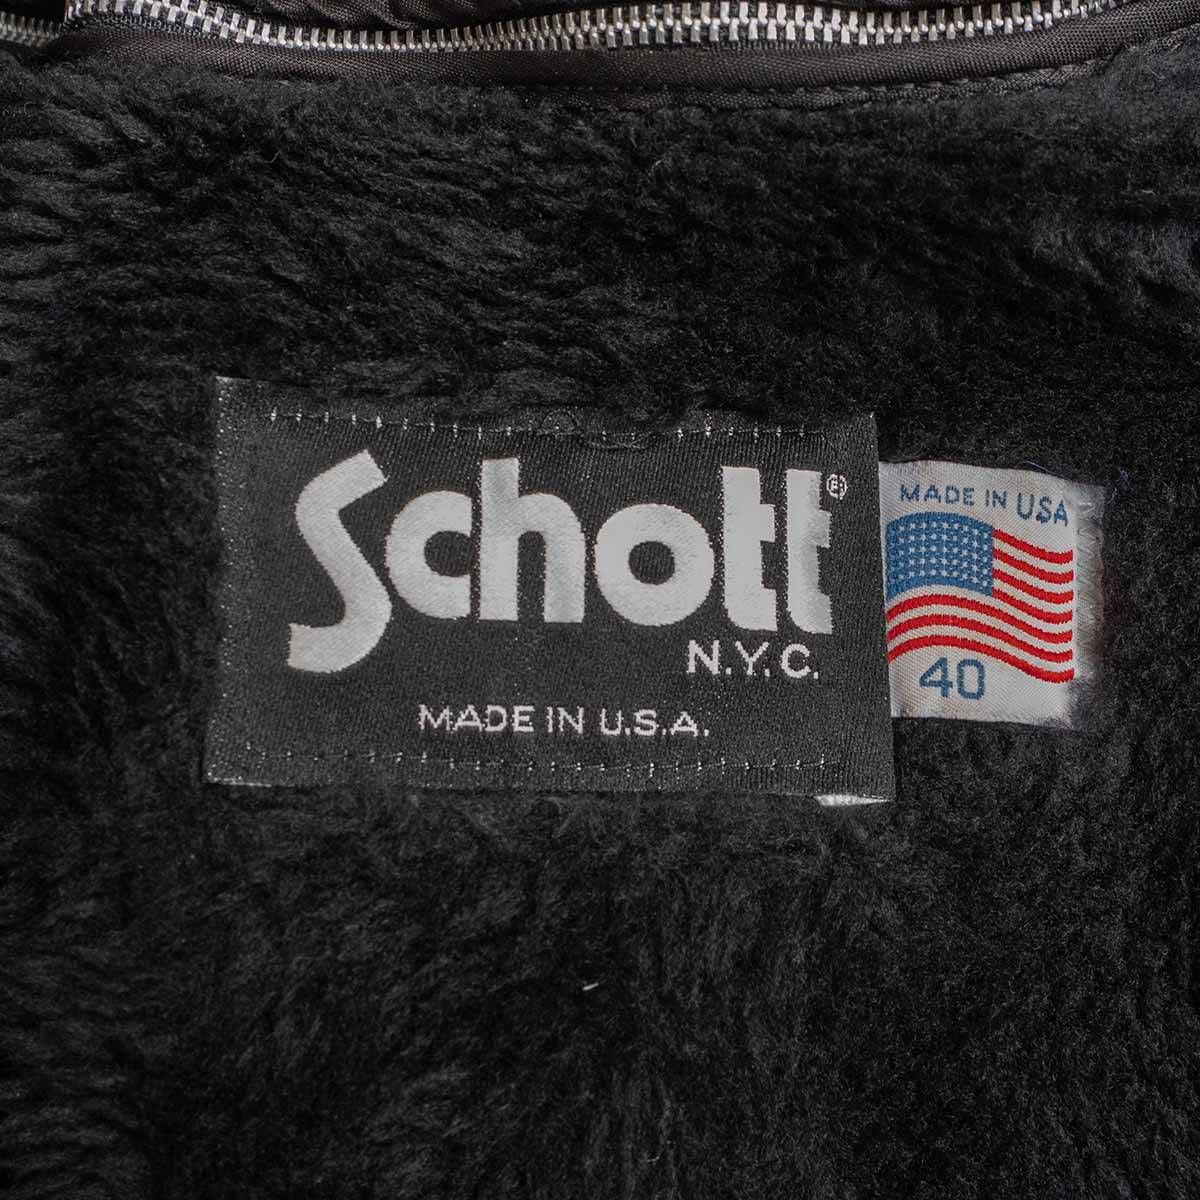 Schott®
N.Y.C.
MADE IN U.S.A.
MADE IN USA
40